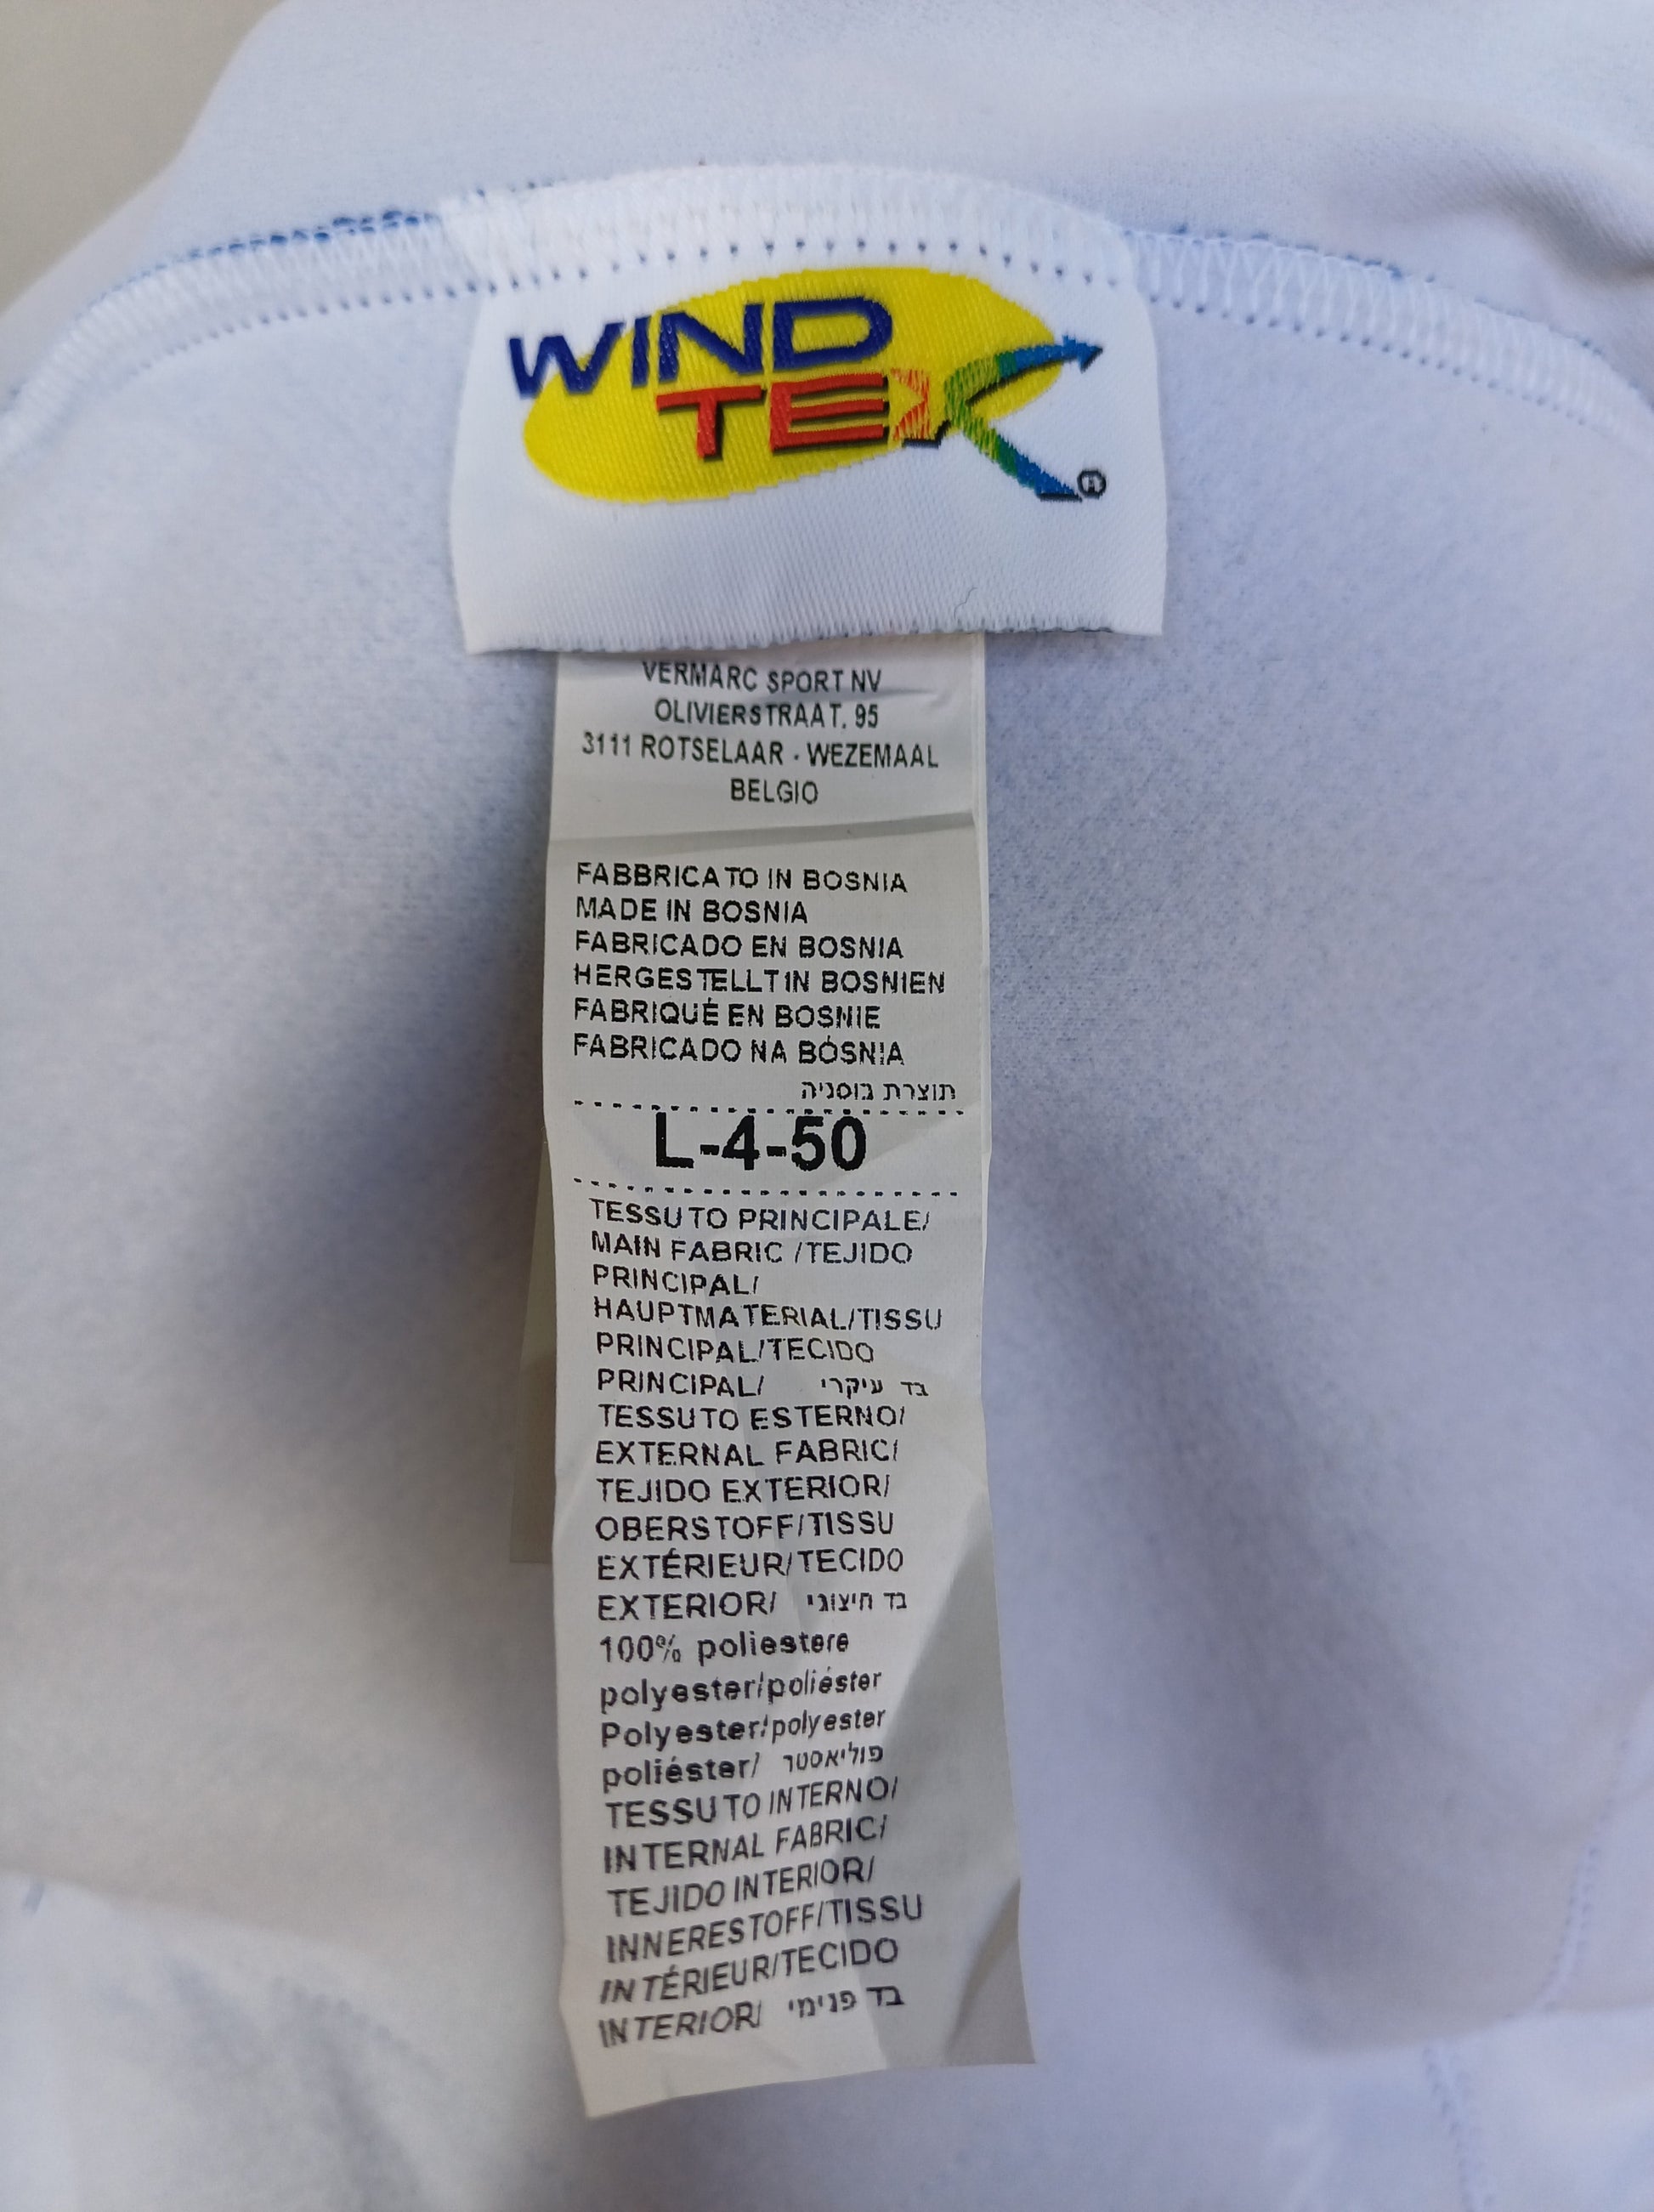 WIND
TEX
®
VERMARC SPORT NV
OLIVIERSTRAAT, 95
3111 ROTSELAAR - WEZEMAAL
BELGIO
FABBRICATO IN BOSNIA
MADE IN BOSNIA
FABRICADO EN BOSNIA
HERGESTELLT IN BOSNIEN
FABRIQUÉ EN BOSNIE
FABRICADO NA BÓSNIA
תוצרת בוסניה
L-4-50
TESSUTO PRINCIPALE/
MAIN FABRIC /TEJIDO
PRINCIPAL/
HAUPTMATERIAL/TISSU
PRINCIPAL/TECIDO
PRINCIPAL/ בד עיקרי
TESSUTO ESTERNO/
EXTERNAL FABRIC/
TEJIDO EXTERIOR/
OBERSTOFF/TISSU
EXTÉRIEUR/TECIDO
EXTERIOR/ בד חיצוני
100% poliestere
polyester/poliéster
Polyester/polyester
poliéster/ פוליאסטר
TESSUTO INTERNO/
INTERNAL FABRIC/
TEJIDO INTERIOR/
INNERESTOFF/TISSU
INTÉRIEUR/TECIDO
INTERIOR/ בד פנימי